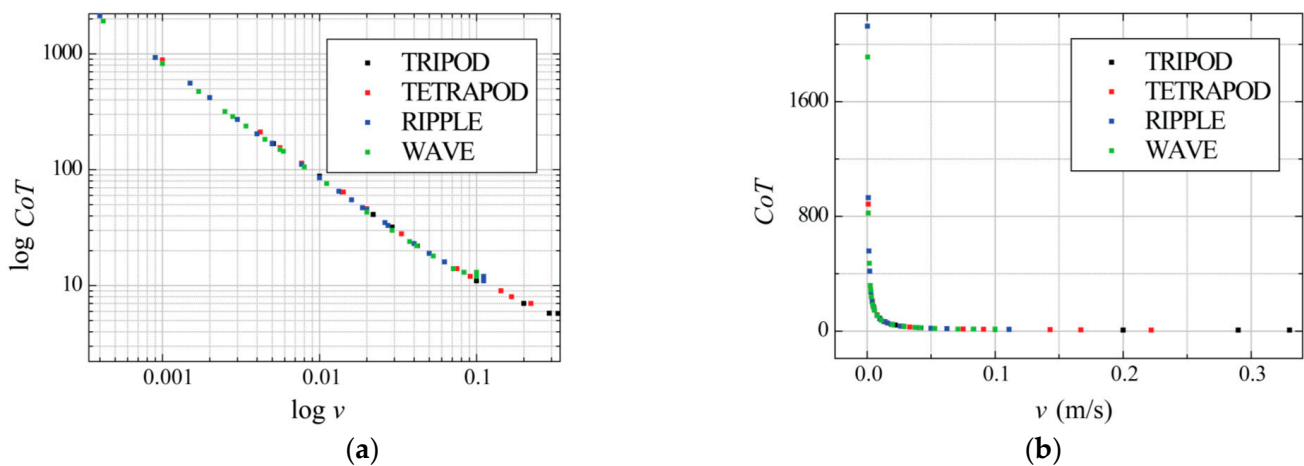 1000
100
10
log CoT
TRIPOD
TETRAPOD
RIPPLE
WAVE
0.001
0.01
0.1
log v
(a)
1600
800
0
CoT
TRIPOD
TETRAPOD
RIPPLE
WAVE
0.0
0.1
0.2
0.3
v (m/s)
(b)